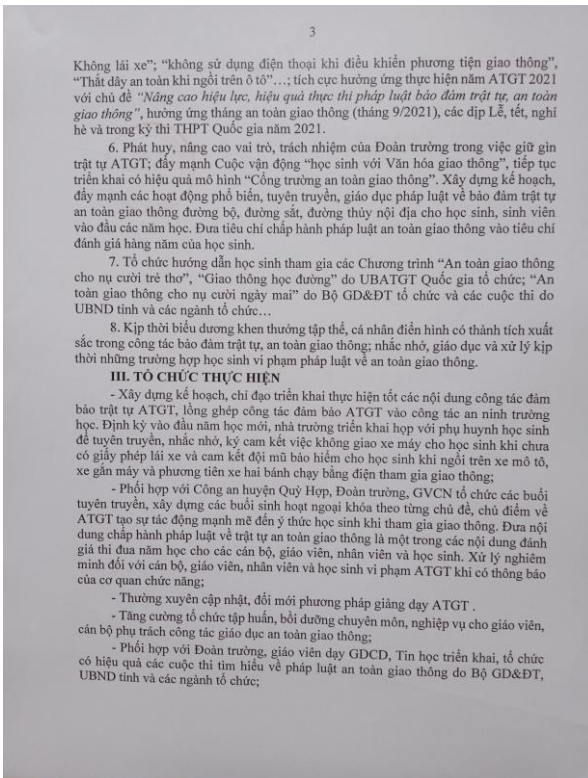 3
Không lái xe”; “không sử dụng điện thoại khi điều khiển phương tiện giao thông”,
“Thắt dây an toàn khi ngồi trên ô tô”…; tích cực hưởng ứng thực hiện năm ATGT 2021
với chủ đề “Nâng cao hiệu lực, hiệu quả thực thi pháp luật bảo đảm trật tự, an toàn
giao thông”, hưởng ứng tháng an toàn giao thông (tháng 9/2021), các dịp Lễ, tết, nghỉ
hè và trong kỳ thi THPT Quốc gia năm 2021.
6. Phát huy, nâng cao vai trò, trách nhiệm của Đoàn trường trong việc giữ gìn
trật tự ATGT; đẩy mạnh Cuộc vận động “học sinh với Văn hóa giao thông”, tiếp tục
triển khai có hiệu quả mô hình “Cổng trường an toàn giao thông”. Xây dựng kế hoạch,
đẩy mạnh các hoạt động phổ biến, tuyên truyền, giáo dục pháp luật về bảo đảm trật tự
an toàn giao thông đường bộ, đường sắt, đường thủy nội địa cho học sinh, sinh viên
vào đầu các năm học. Đưa tiêu chí chấp hành pháp luật an toàn giao thông vào tiêu chí
đánh giá hàng năm của học sinh.
7. Tổ chức hướng dẫn học sinh tham gia các Chương trình “An toàn giao thông
cho nụ cười trẻ thơ”, “Giao thông học đường” do UBATGT Quốc gia tổ chức; “An
toàn giao thông cho nụ cười ngày mai” do Bộ GD&ĐT tổ chức và các cuộc thi do
UBND tỉnh và các ngành tổ chức…
8. Kịp thời biểu dương khen thưởng tập thể, cá nhân điển hình có thành tích xuất
sắc trong công tác bảo đảm trật tự, an toàn giao thông; nhắc nhở, giáo dục và xử lý kịp
thời những trường hợp học sinh vi phạm pháp luật về an toàn giao thông.
III. TỔ CHỨC THỰC HIỆN
- Xây dựng kế hoạch, chỉ đạo triển khai thực hiện tốt các nội dung công tác đảm
bảo trật tự ATGT, lồng ghép công tác đảm bảo ATGT vào công tác an ninh trường
học. Định kỳ vào đầu năm học mới, nhà trường triển khai họp với phụ huynh học sinh
để tuyên truyền, nhắc nhở, ký cam kết việc không giao xe máy cho học sinh khi chưa
có giấy phép lái xe và cam kết đội mũ bảo hiểm cho học sinh khi ngồi trên xe mô tô,
xe gắn máy và phương tiên xe hai bánh chạy bằng điện tham gia giao thông;
- Phối hợp với Công an huyện Quỳ Hợp, Đoàn trường, GVCN tổ chức các buổi
tuyên truyền, xây dựng các buổi sinh hoạt ngoại khóa theo từng chủ đề, chủ điểm về
ATGT tạo sự tác động mạnh mẽ đến ý thức học sinh khi tham gia giao thông. Đưa nội
dung chấp hành pháp luật về trật tự an toàn giao thông là một trong các nội dung đánh
giá thi đua năm học cho các cán bộ, giáo viên, nhân viên và học sinh. Xử lý nghiêm
minh đối với cán bộ, giáo viên, nhân viên và học sinh vi phạm ATGT khi có thông báo
của cơ quan chức năng;
- Thường xuyên cập nhật, đổi mới phương pháp giảng dạy ATGT .
- Tăng cường tổ chức tập huấn, bồi dưỡng chuyên môn, nghiệp vụ cho giáo viên,
cán bộ phụ trách công tác giáo dục an toàn giao thông;
- Phối hợp với Đoàn trường, giáo viên dạy GDCD, Tin học triển khai, tổ chức
có hiệu quả các cuộc thi tìm hiểu về pháp luật an toàn giao thông do Bộ GD&ĐT,
UBND tỉnh và các ngành tổ chức;